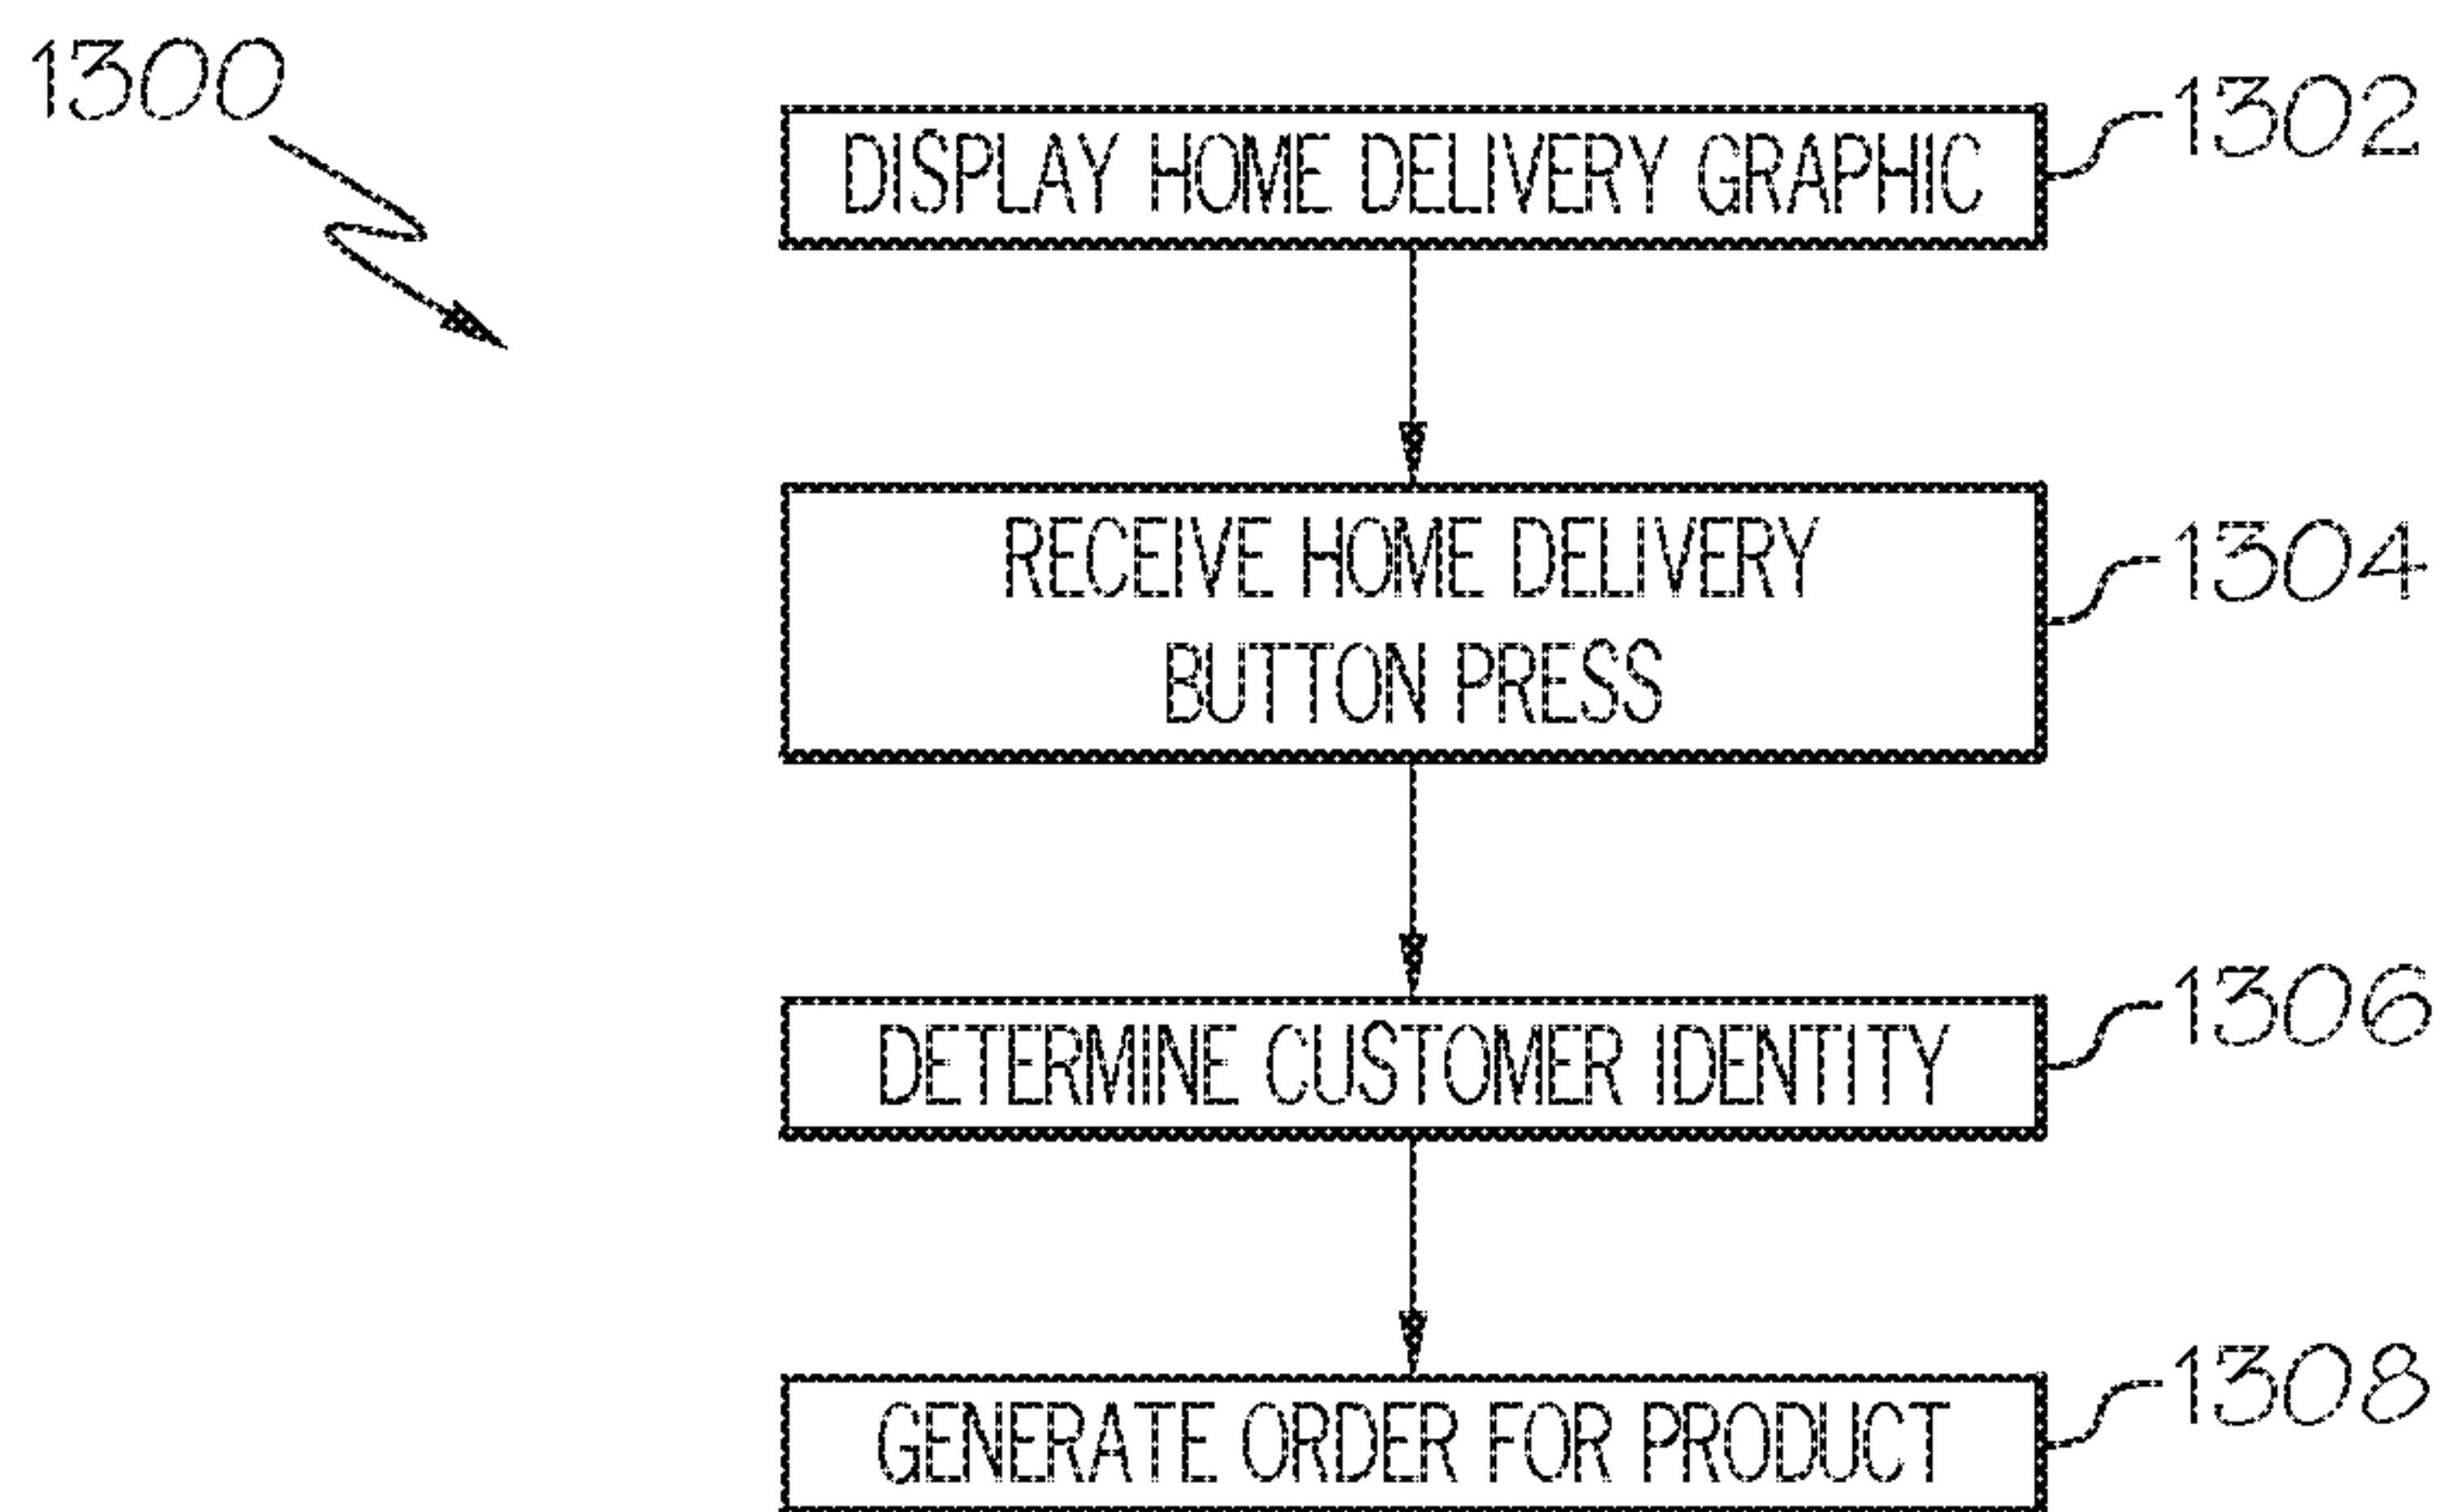 1300
DISPLAY HOME DELIVERY GRAPHIC
1302
RECEIVE HOME DELIVERY
BUTTON PRESS
1304
DETERMINE CUSTOMER IDENTITY
1306
GENERATE ORDER FOR PRODUCT
1308